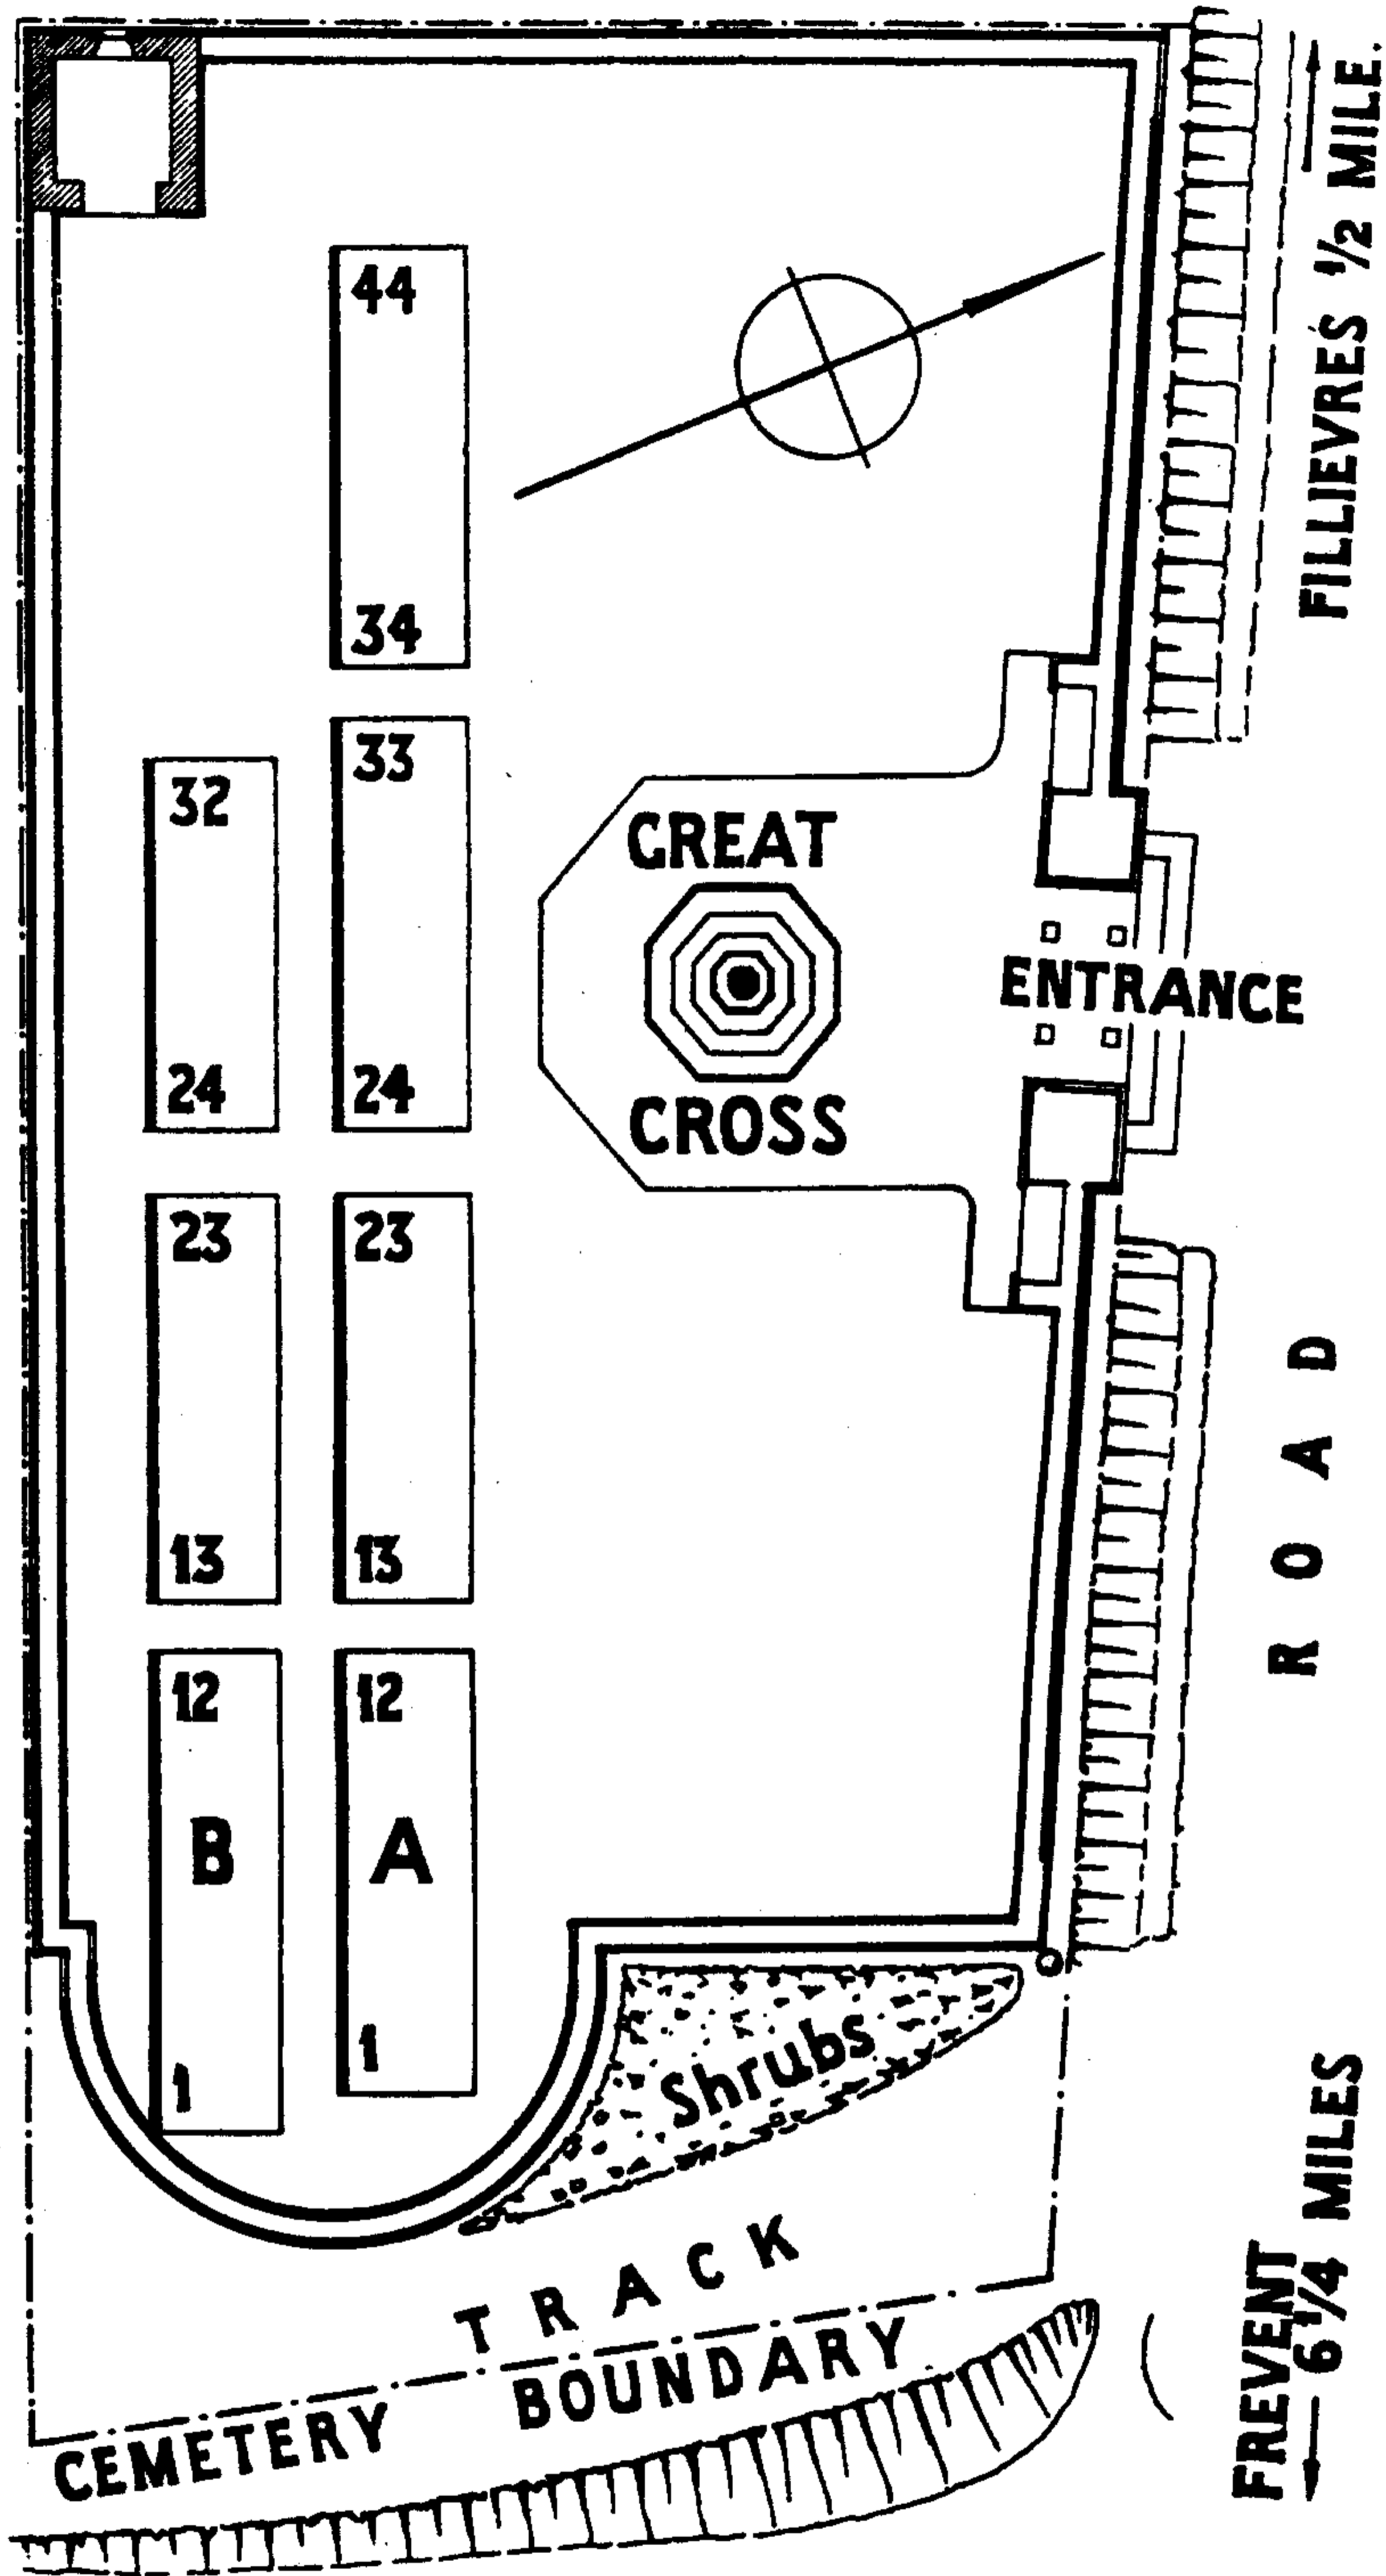 44
34
33
24
32
24
23
13
23
13
12
B
1
12
A
1
GREAT
CROSS
ENTRANCE
FILLIEVRES ½ MILE.
ROAD
FREVENT
6¼ MILES
Shrubs
TRACK
CEMETERY BOUNDARY